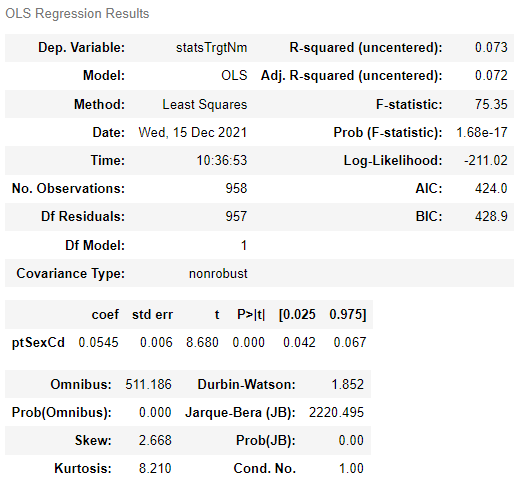 OLS Regression Results
Dep. Variable: statsTrgtNm R-squared (uncentered): 0.073
Model: OLS Adj. R-squared (uncentered): 0.072
Method: Least Squares F-statistic: 75.35
Date: Wed, 15 Dec 2021 Prob (F-statistic): 1.68e-17
Time: 10:36:53 Log-Likelihood: -211.02
No. Observations: 958 AIC: 424.0
Df Residuals: 957 BIC: 428.9
Df Model: 1
Covariance Type: nonrobust
coef std err t P>|t| [0.025 0.975]
ptSexCd 0.0545 0.006 8.680 0.000 0.042 0.067
Omnibus: 511.186 Durbin-Watson: 1.852
Prob(Omnibus): 0.000 Jarque-Bera (JB): 2220.495
Skew: 2.668 Prob(JB): 0.00
Kurtosis: 8.210 Cond. No. 1.00